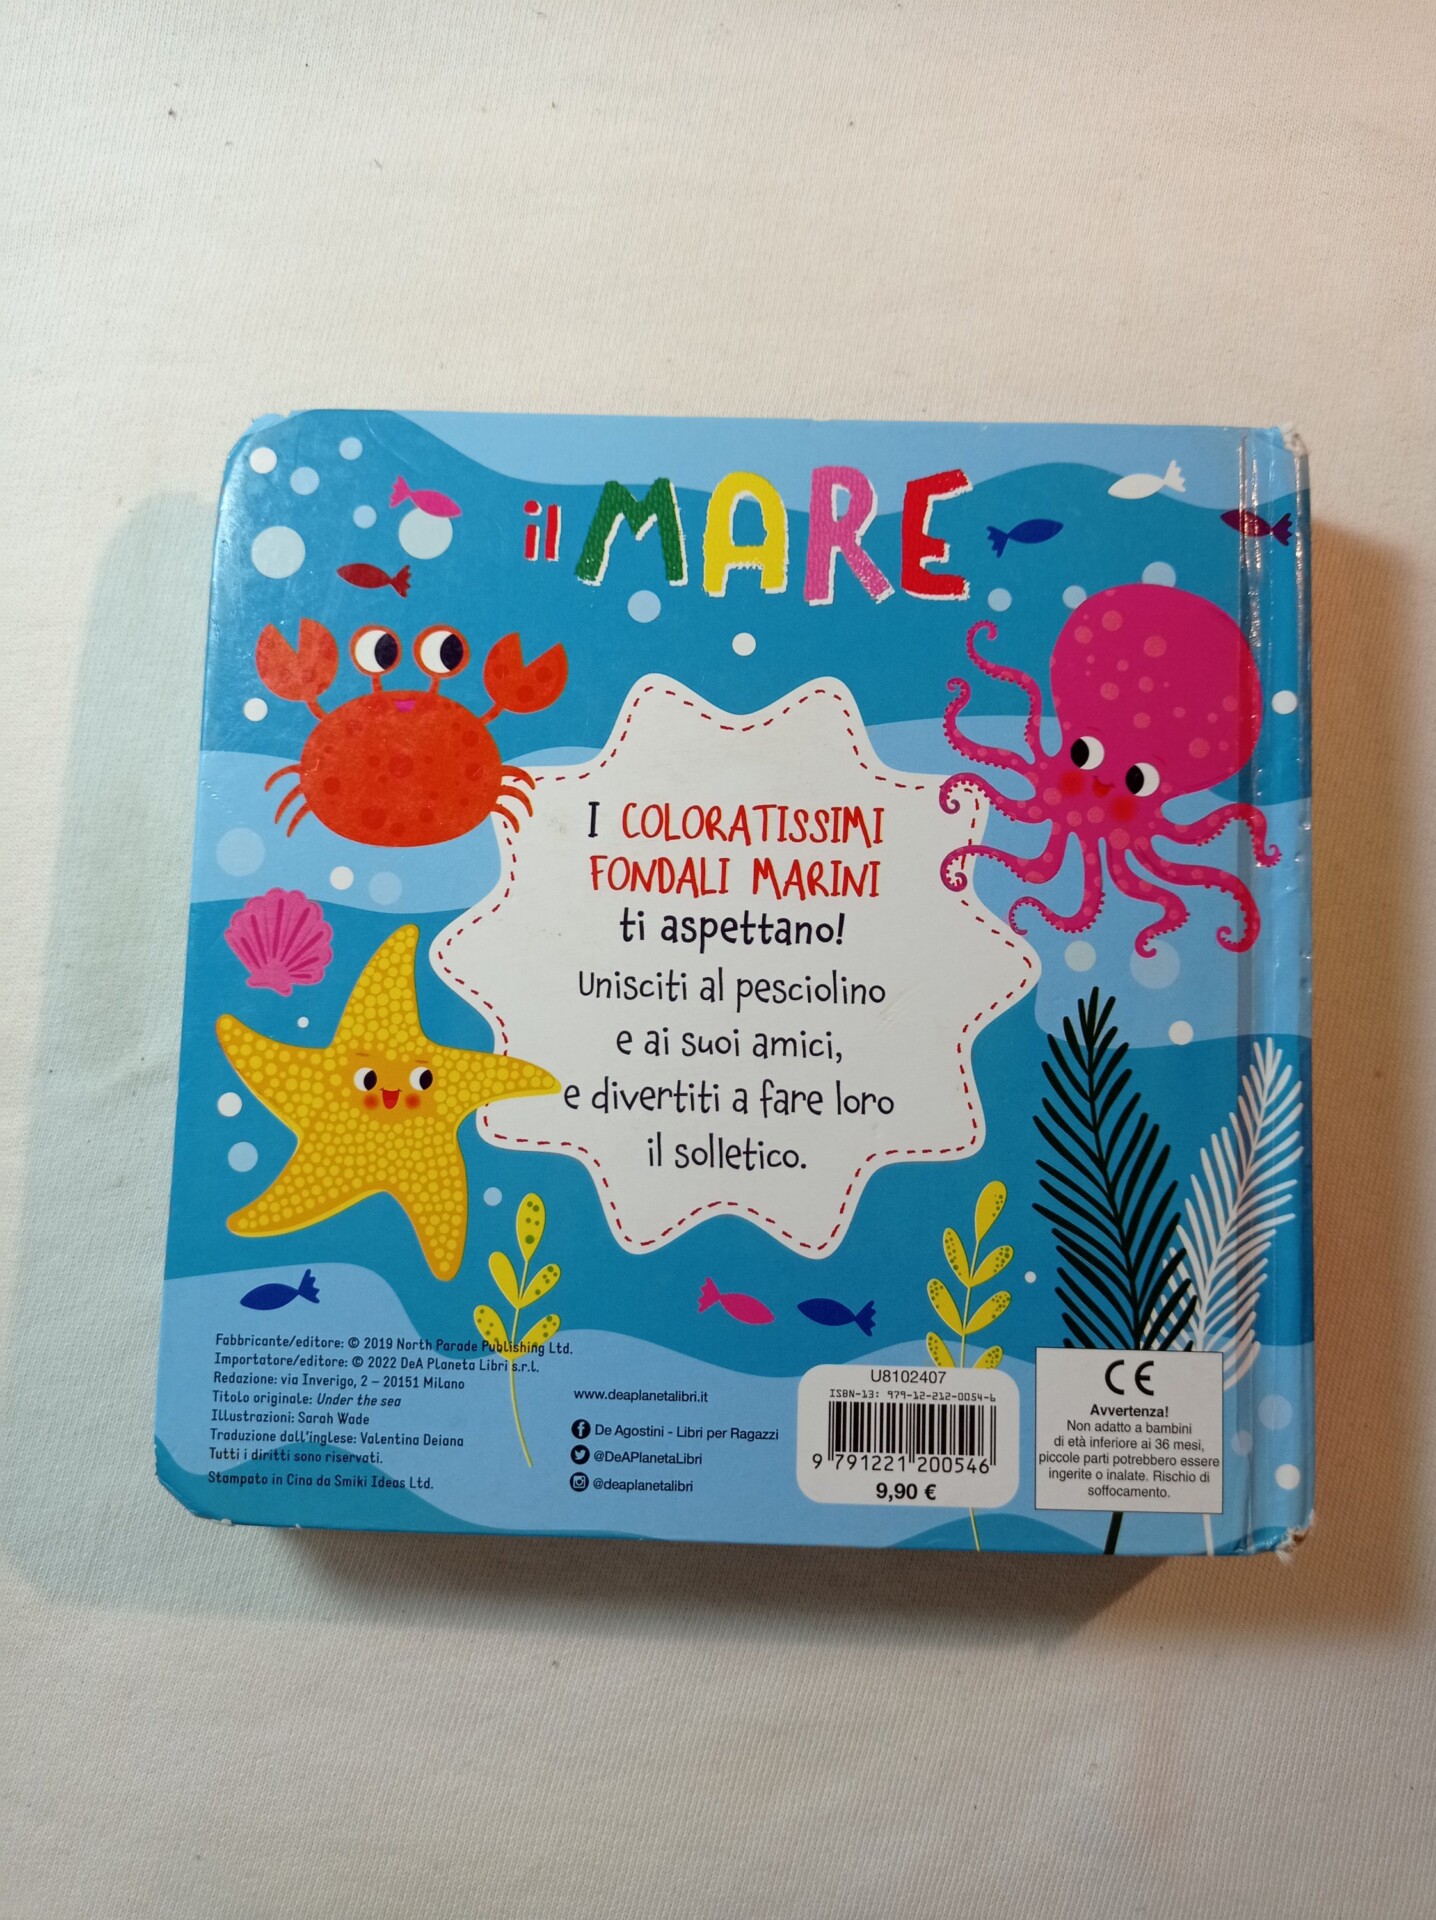 il MARE
I COLORATISSIMI
FONDALI MARINI
ti aspettano!
Unisciti al pesciolino
e ai suoi amici,
e divertiti a fare loro
il solletico.
Fabbricante/editore: © 2019 North Parade Publishing Ltd.
Importatore/editore: © 2022 DeA Planeta Libri s.r.l.
Redazione: via Inverigo, 2 – 20151 Milano
Titolo originale: Under the sea
Illustrazioni: Sarah Wade
Traduzione dall'inglese: Valentina Deiana
Tutti i diritti sono riservati.
Stampato in Cina da Smiki Ideas Ltd.
www.deaplanetalibri.it
De Agostini - Libri per Ragazzi
@DeAPlanetaLibri
@deaplanetalibri
U8102407
ISBN-13: 979-12-212-0054-6
9 791221 200546
9,90 €
CE
Avvertenza!
Non adatto a bambini
di età inferiore ai 36 mesi,
piccole parti potrebbero essere
ingerite o inalate. Rischio di
soffocamento.